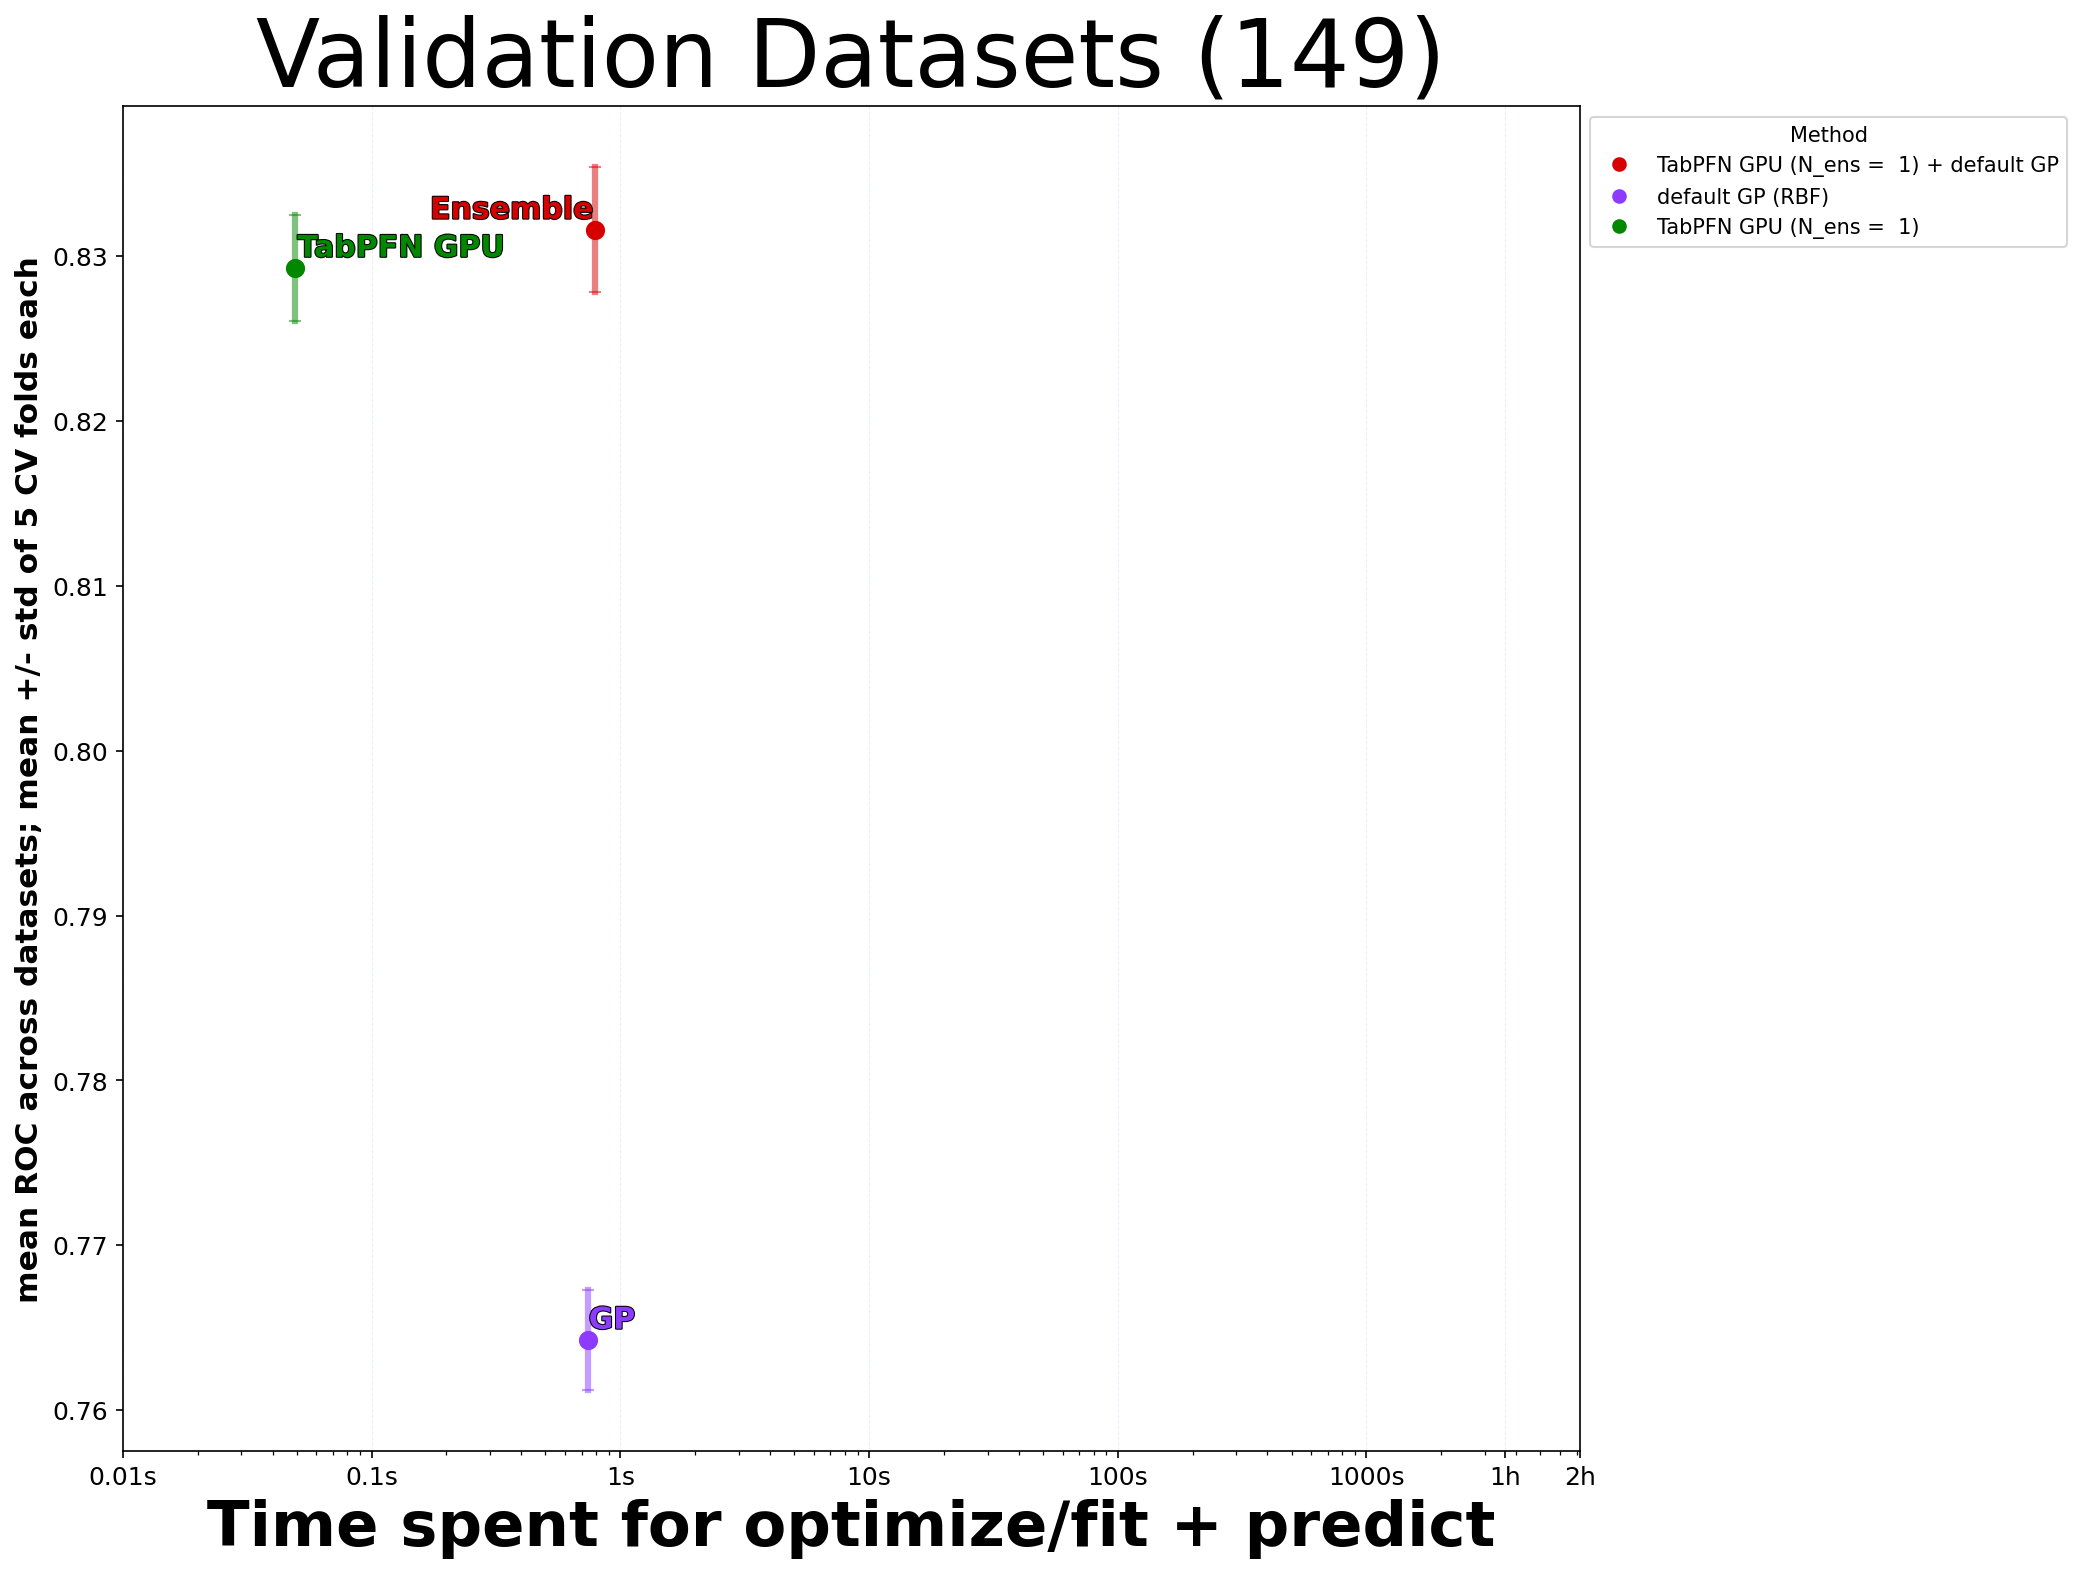 Validation Datasets (149)
mean ROC across datasets; mean +/- std of 5 CV folds each
0.83
0.82
0.81
0.80
0.79
0.78
0.77
0.76
Ensemble
TabPFN GPU
GP
0.01s 0.1s 1s 10s 100s 1000s 1h 2h
Time spent for optimize/fit + predict
Method
TabPFN GPU (N_ens =  1) + default GP
default GP (RBF)
TabPFN GPU (N_ens =  1)